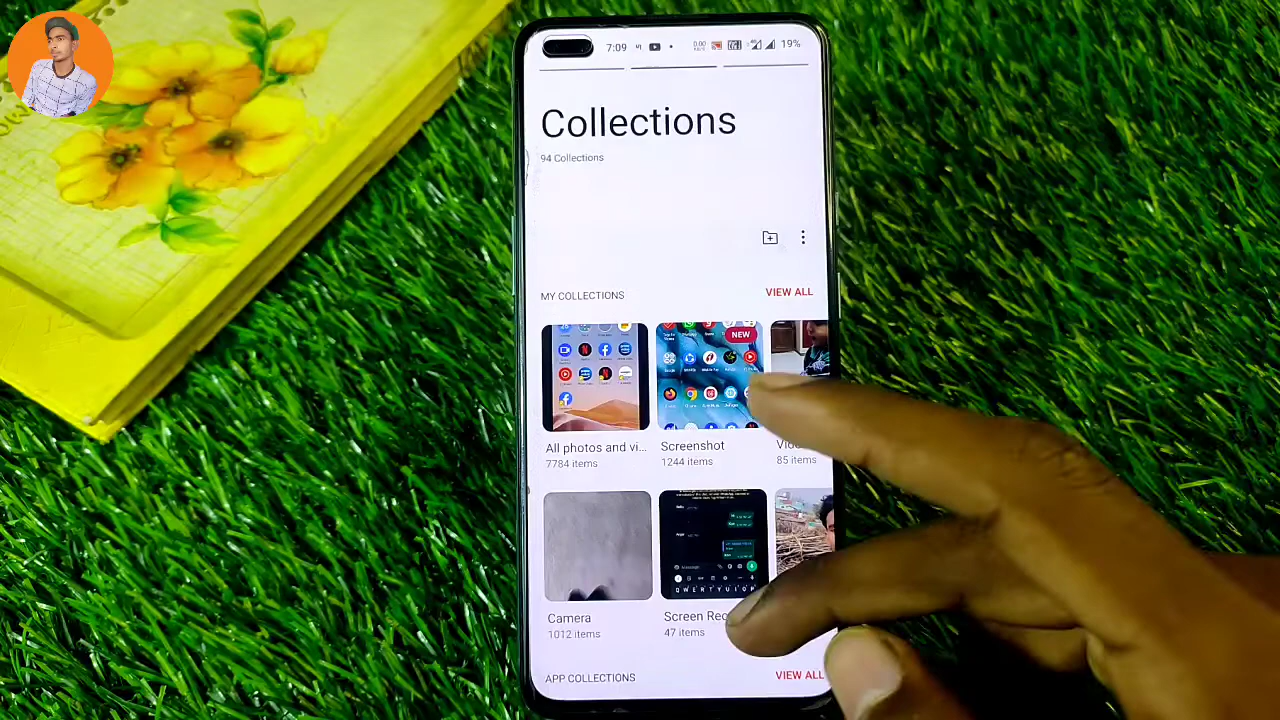 7:09
19%
Collections
94 Collections
MY COLLECTIONS
VIEW ALL
NEW
All photos and vi...
7784 items
Screenshot
1244 items
85 items
Camera
1012 items
Screen
47 items
APP COLLECTIONS
VIEW ALL